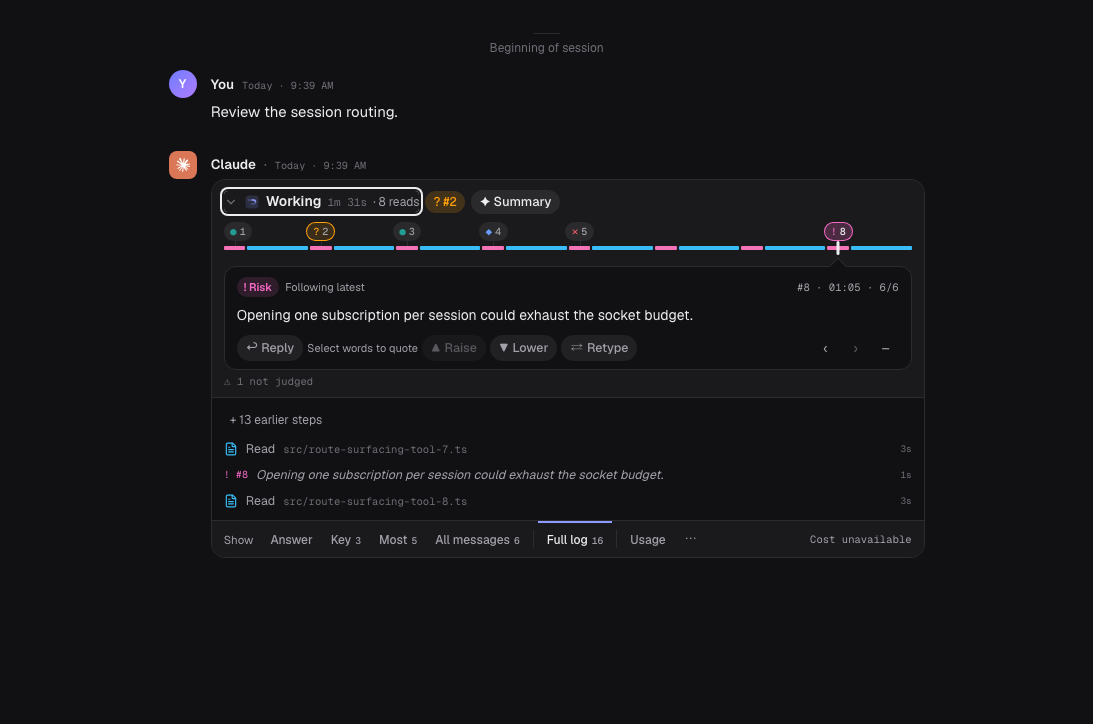 Beginning of session
Y
You Today · 9:39 AM
Review the session routing.
Claude · Today · 9:39 AM
Working 1m 31s · 8 reads ? #2 ✦ Summary
● 1 ? 2 ● 3 ◆ 4 × 5 ! 8
! Risk Following latest #8 · 01:05 · 6/6
Opening one subscription per session could exhaust the socket budget.
↩ Reply Select words to quote ▲ Raise ▼ Lower ⇄ Retype ‹ › –
⚠ 1 not judged
+ 13 earlier steps
Read src/route-surfacing-tool-7.ts 3s
! #8 Opening one subscription per session could exhaust the socket budget. 1s
Read src/route-surfacing-tool-8.ts 3s
Show Answer Key 3 Most 5 All messages 6 Full log 16 Usage ··· Cost unavailable